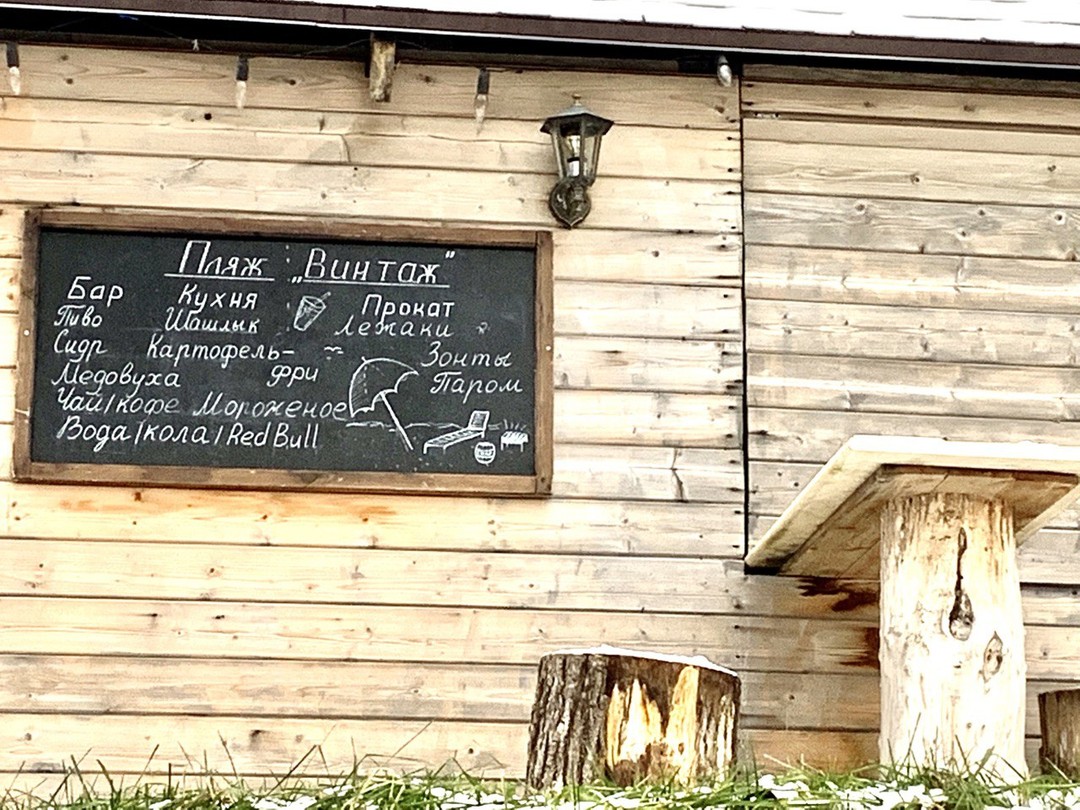 Пляж „Винтаж"
Бар Кухня Прокат
Пиво Шашлык лежаки
Сидр Картофель- Зонты
Медовуха фри Паром
Чай/кофе Мороженое
Вода/кола/Red Bull